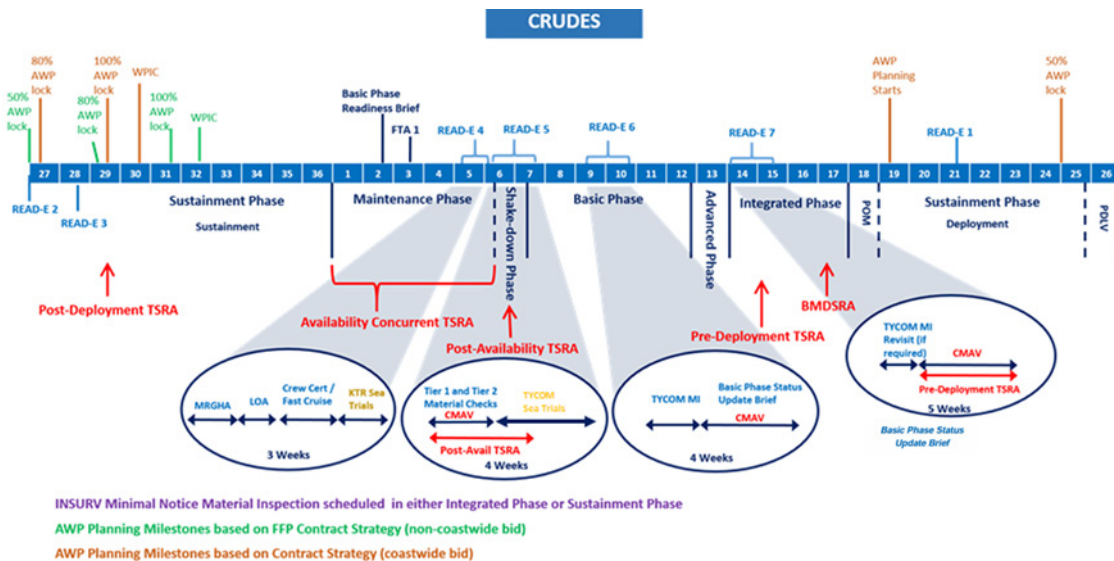 CRUDES
80%
AWP
lock
100%
AWP
lock
WPIC
50%
AWP
lock
80%
AWP
lock
100%
AWP
lock
WPIC
Basic Phase
Readiness Brief
FTA 1
READ-E 4
READ-E 5
READ-E 6
READ-E 7
AWP
Planning
Starts
READ-E 1
50%
AWP
lock
27 28 29 30 31 32 33 34 35 36 1 2 3 4 5 6 7 8 9 10 11 12 13 14 15 16 17 18 19 20 21 22 23 24 25 26
READ-E 2
READ-E 3
Sustainment Phase
Sustainment
Maintenance Phase
Shake-down Phase
Basic Phase
Advanced Phase
Integrated Phase
POM
Sustainment Phase
Deployment
POLV
Post-Deployment TSRA
Availability Concurrent TSRA
Post-Availability TSRA
Pre-Deployment TSRA
BMDSRA
MRGHA
LOA
Crew Cert /
Fast Cruise
KTR Sea
Trials
3 Weeks
Tier 1 and Tier 2
Material Checks
CMAV
TYCOM
Sea Trials
Post-Avail TSRA
4 Weeks
TYCOM MI
Basic Phase Status
Update Brief
CMAV
4 Weeks
TYCOM MI
Revisit (if
required)
CMAV
Pre-Deployment TSRA
5 Weeks
Basic Phase Status
Update Brief
INSURV Minimal Notice Material Inspection scheduled in either Integrated Phase or Sustainment Phase
AWP Planning Milestones based on FFP Contract Strategy (non-coastwide bid)
AWP Planning Milestones based on Contract Strategy (coastwide bid)